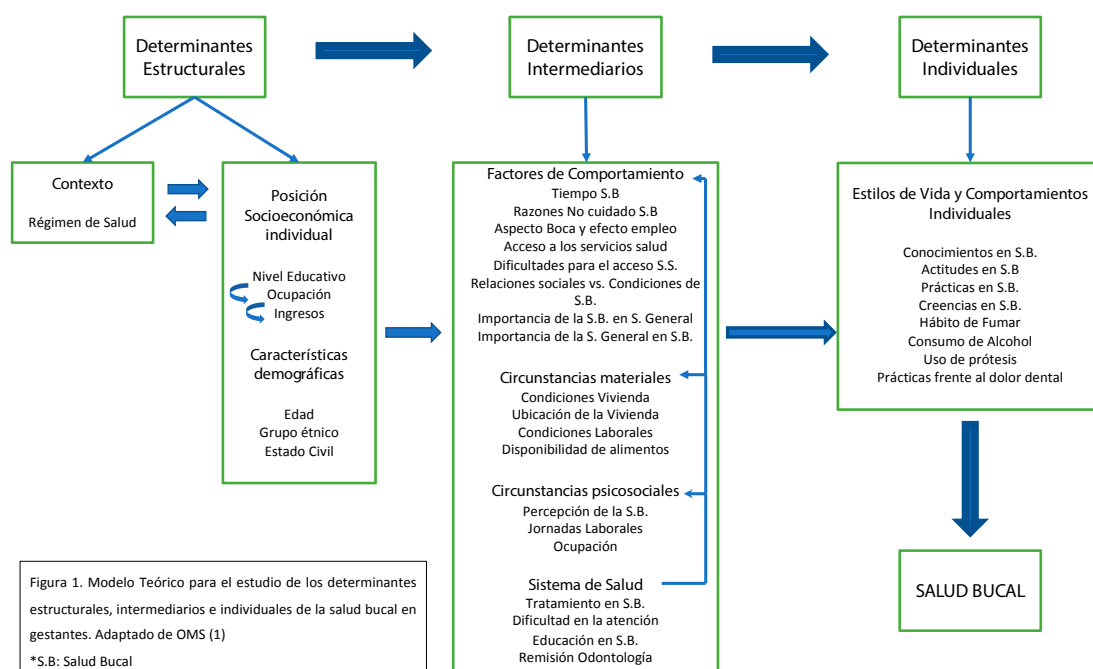 Determinantes
Estructurales
Determinantes
Intermediarios
Determinantes
Individuales
Contexto
Régimen de Salud
Posición
Socioeconómica
individual
Nivel Educativo
Ocupación
Ingresos
Características
demográficas
Edad
Grupo étnico
Estado Civil
Factores de Comportamiento
Tiempo S.B
Razones No cuidado S.B
Aspecto Boca y efecto empleo
Acceso a los servicios salud
Dificultades para el acceso S.S.
Relaciones sociales vs. Condiciones de
S.B.
Importancia de la S.B. en S. General
Importancia de la S. General en S.B.
Circunstancias materiales
Condiciones Vivienda
Ubicación de la Vivienda
Condiciones Laborales
Disponibilidad de alimentos
Circunstancias psicosociales
Percepción de la S.B.
Jornadas Laborales
Ocupación
Sistema de Salud
Tratamiento en S.B.
Dificultad en la atención
Educación en S.B.
Remisión Odontología
Estilos de Vida y Comportamientos
Individuales
Conocimientos en S.B.
Actitudes en S.B
Prácticas en S.B.
Creencias en S.B.
Hábito de Fumar
Consumo de Alcohol
Uso de prótesis
Prácticas frente al dolor dental
SALUD BUCAL
Figura 1. Modelo Teórico para el estudio de los determinantes
estructurales, intermediarios e individuales de la salud bucal en
gestantes. Adaptado de OMS (1)
*S.B: Salud Bucal